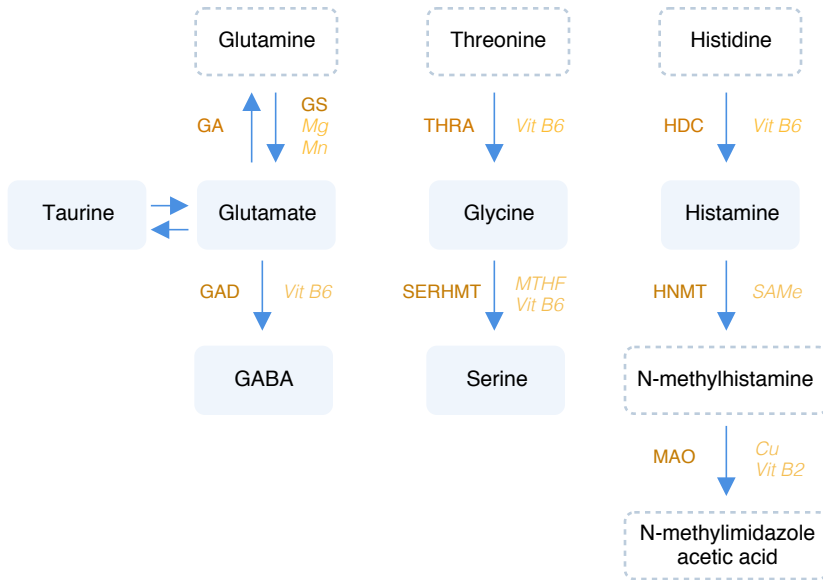 Glutamine
Threonine
Histidine
GA
GS
Mg
Mn
THRA
Vit B6
HDC
Vit B6
Taurine
Glutamate
Glycine
Histamine
GAD
Vit B6
SERHMT
MTHF
Vit B6
HNMT
SAMe
GABA
Serine
N-methylhistamine
MAO
Cu
Vit B2
N-methylimidazole
acetic acid